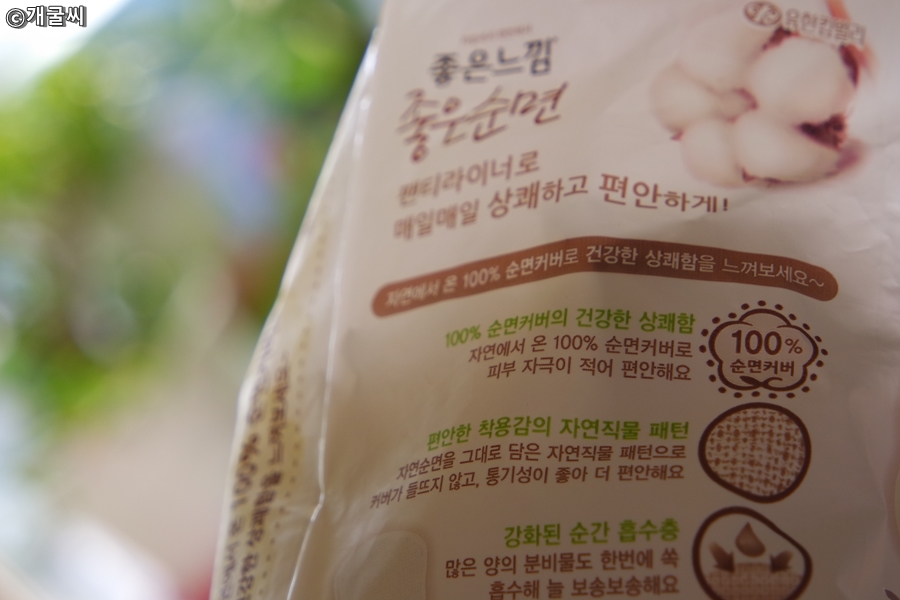 ©개굴씨
유한킴벌리
좋은느낌
좋은순면
팬티라이너로
매일매일 상쾌하고 편안하게!
자연에서 온 100% 순면커버로 건강한 상쾌함을 느껴보세요~
100% 순면커버의 건강한 상쾌함
자연에서 온 100% 순면커버로
피부 자극이 적어 편안해요
100%
순면커버
편안한 착용감의 자연직물 패턴
자연순면을 그대로 담은 자연직물 패턴으로
커버가 들뜨지 않고, 통기성이 좋아 더 편안해요
강화된 순간 흡수층
많은 양의 분비물도 한번에 쏙
흡수해 늘 보송보송해요